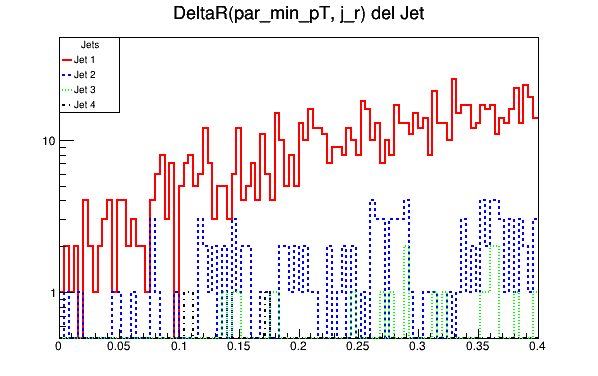 DeltaR(par_min_pT, j_r) del Jet
Jets
Jet 1
Jet 2
Jet 3
Jet 4
10
1
0 0.05 0.1 0.15 0.2 0.25 0.3 0.35 0.4